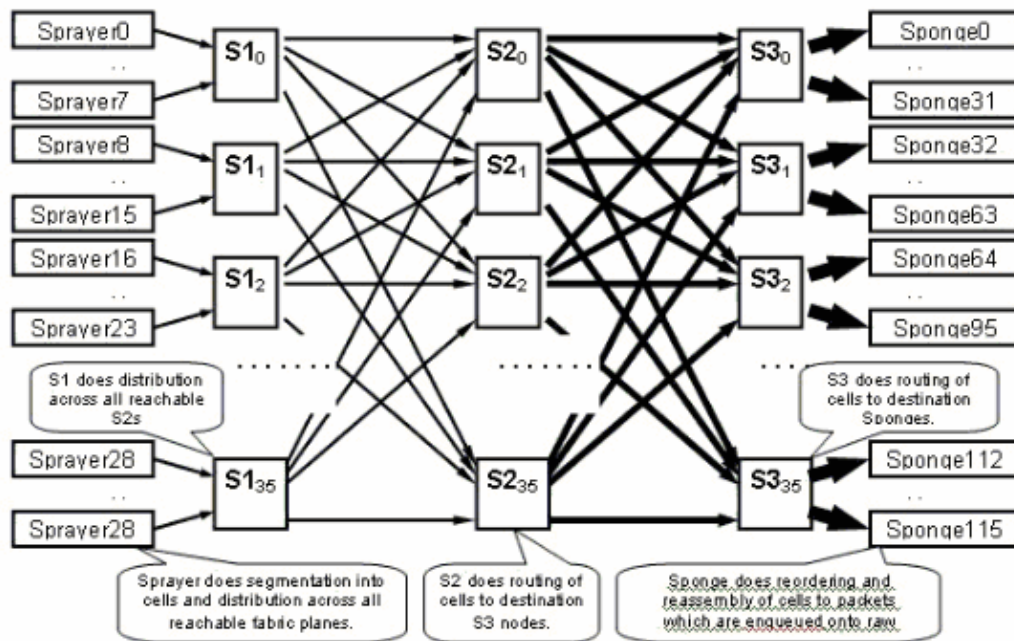 Sprayer0
S1₀
S2₀
S3₀
Sponge0
..
..
Sprayer7
Sponge31
Sprayer8
S1₁
S2₁
S3₁
Sponge32
..
..
Sprayer15
Sponge63
Sprayer16
S1₂
S2₂
S3₂
Sponge64
..
..
Sprayer23
Sponge95
S1 does distribution
across all reachable
S2s
S3 does routing of
cells to destination
Sponges.
Sprayer28
S1₃₅
S2₃₅
S3₃₅
Sponge112
..
..
Sprayer28
Sponge115
Sprayer does segmentation into
cells and distribution across all
reachable fabric planes.
S2 does routing of
cells to destination
S3 nodes.
Sponge does reordering and
reassembly of cells to packets
which are enqueued onto raw